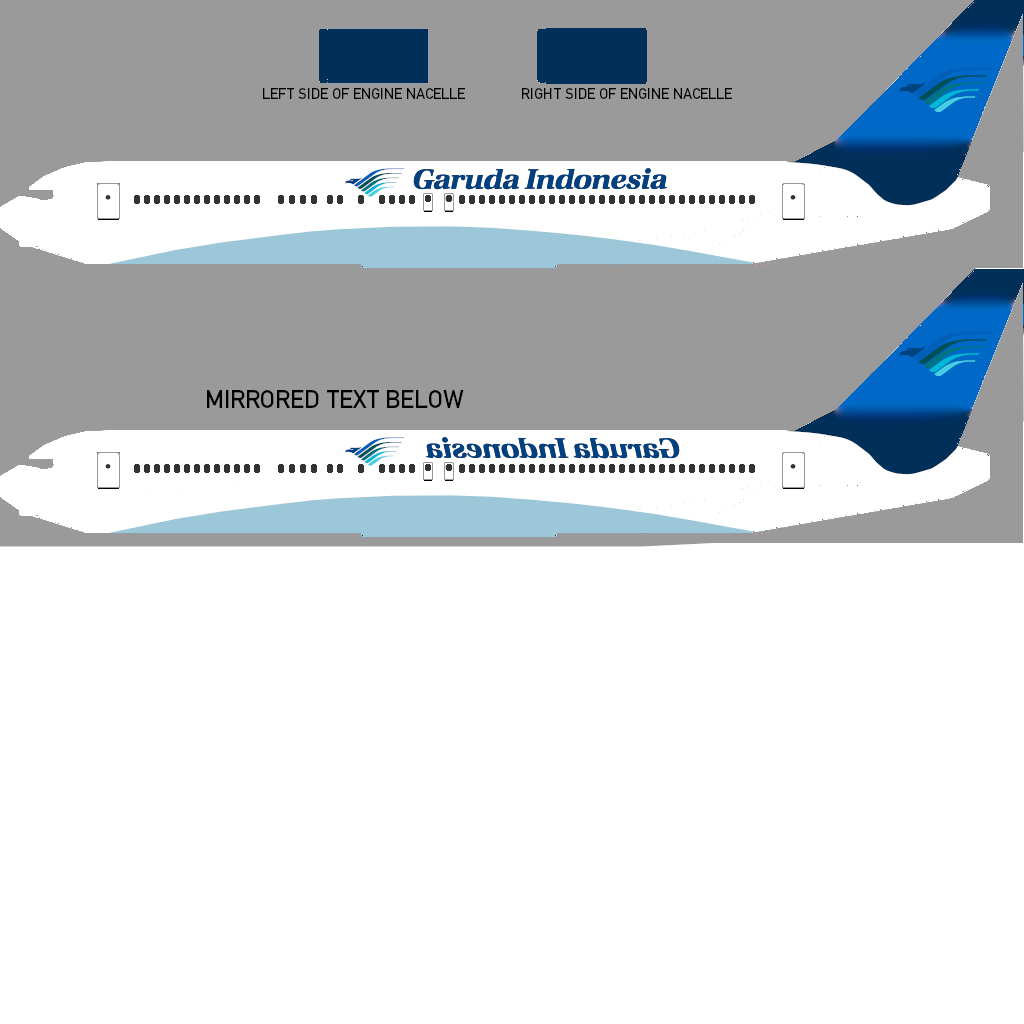 LEFT SIDE OF ENGINE NACELLE
RIGHT SIDE OF ENGINE NACELLE
Garuda Indonesia
MIRRORED TEXT BELOW
Garuda Indonesia